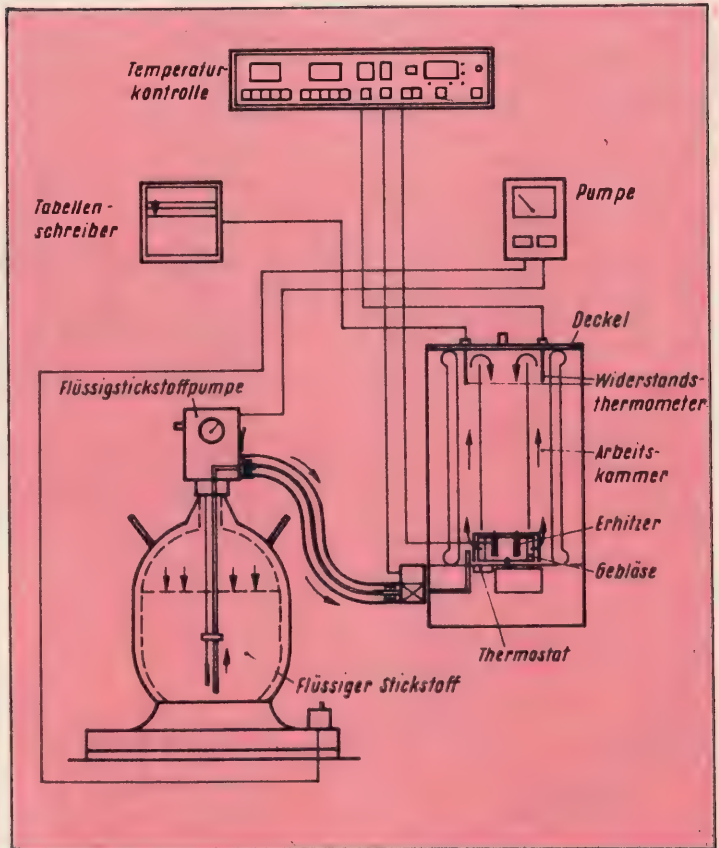 Temperatur-
kontrolle
Tabellen-
schreiber
Pumpe
Deckel
Flüssigstickstoffpumpe
Widerstands-
thermometer
Arbeits-
kammer
Erhitzer
Gebläse
Thermostat
Flüssiger Stickstoff